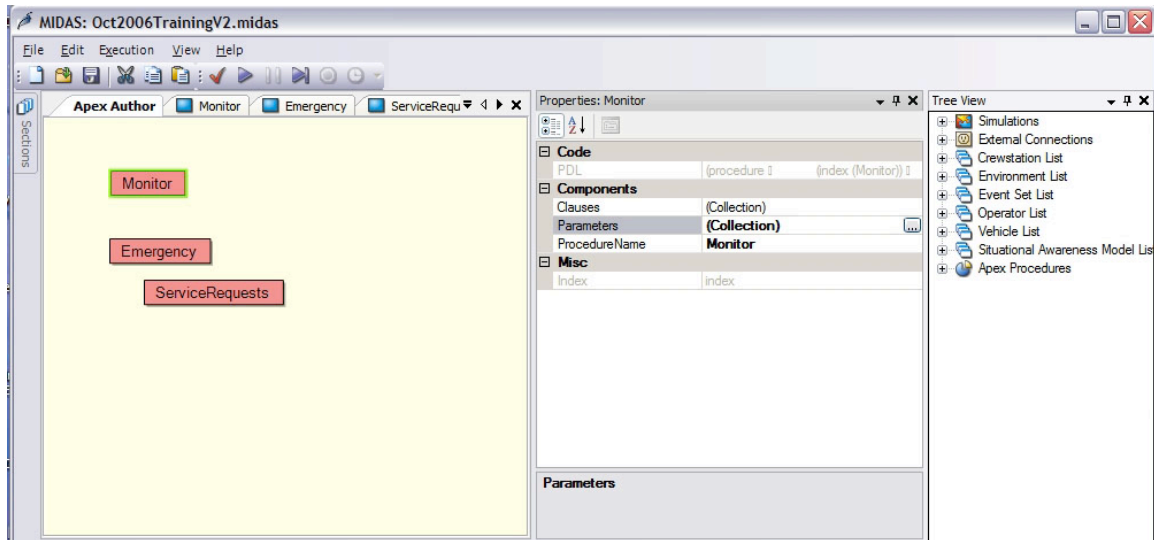 MIDAS: Oct2006TrainingV2.midas
File Edit Execution View Help
Sections
Apex Author Monitor Emergency ServiceRequ
Monitor
Emergency
ServiceRequests
Properties: Monitor
Code
PDL (procedure (index (Monitor))
Components
Clauses (Collection)
Parameters (Collection) ...
ProcedureName Monitor
Misc
Index index
Parameters
Tree View
Simulations
External Connections
Crewstation List
Environment List
Event Set List
Operator List
Vehicle List
Situational Awareness Model Lis
Apex Procedures